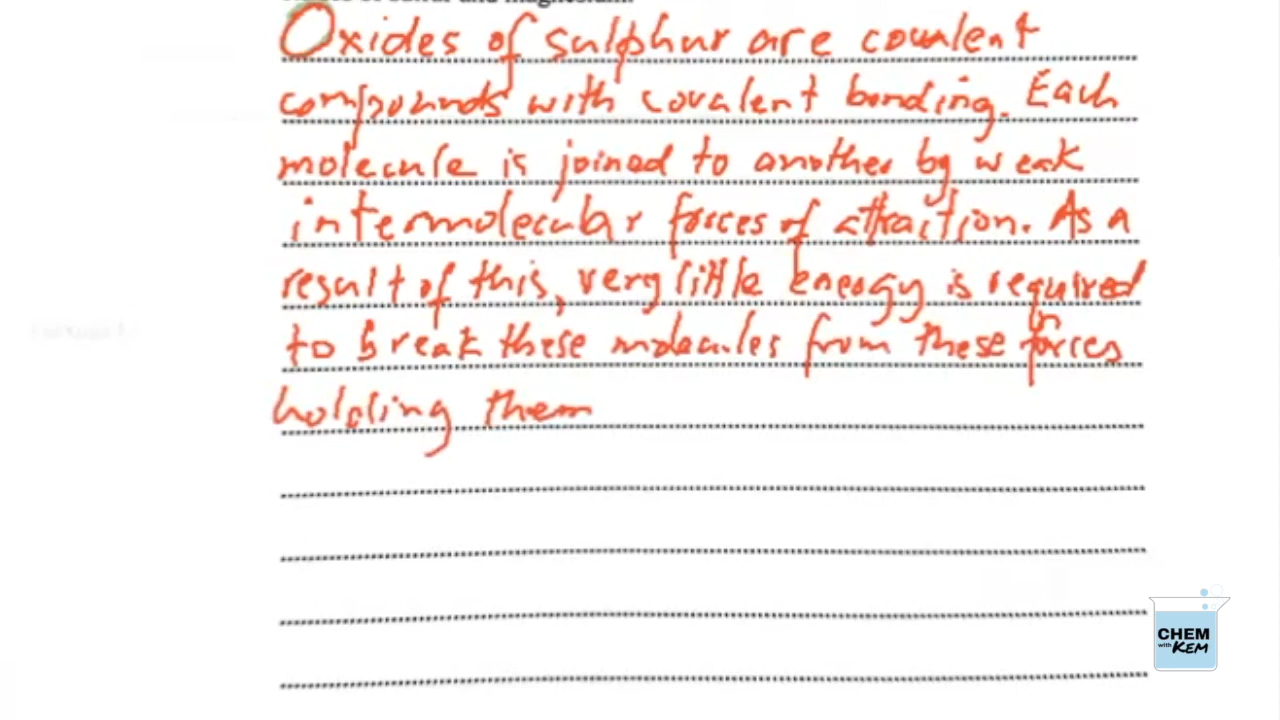 Oxides of sulphur are covalent
compounds with covalent bonding. Each
molecule is joined to another by weak
intermolecular forces of attraction. As a
result of this, very little energy is required
to break these molecules from these forces
holding them
CHEM
with KEM